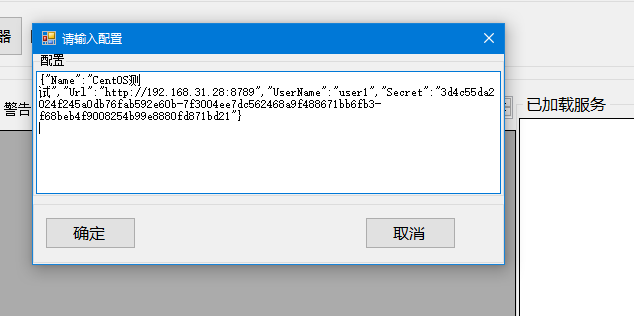 器
请输入配置
配置
{"Name":"CentOS测
试","Url":"http://192.168.31.28:8789","UserName":"user1","Secret":"3d4c55da2
024f245a0db76fab592e60b-7f3004ee7dc562468a9f488671bb6fb3-
f68beb4f9008254b99e8880fd871bd21"}
警告
已加载服务
确定
取消